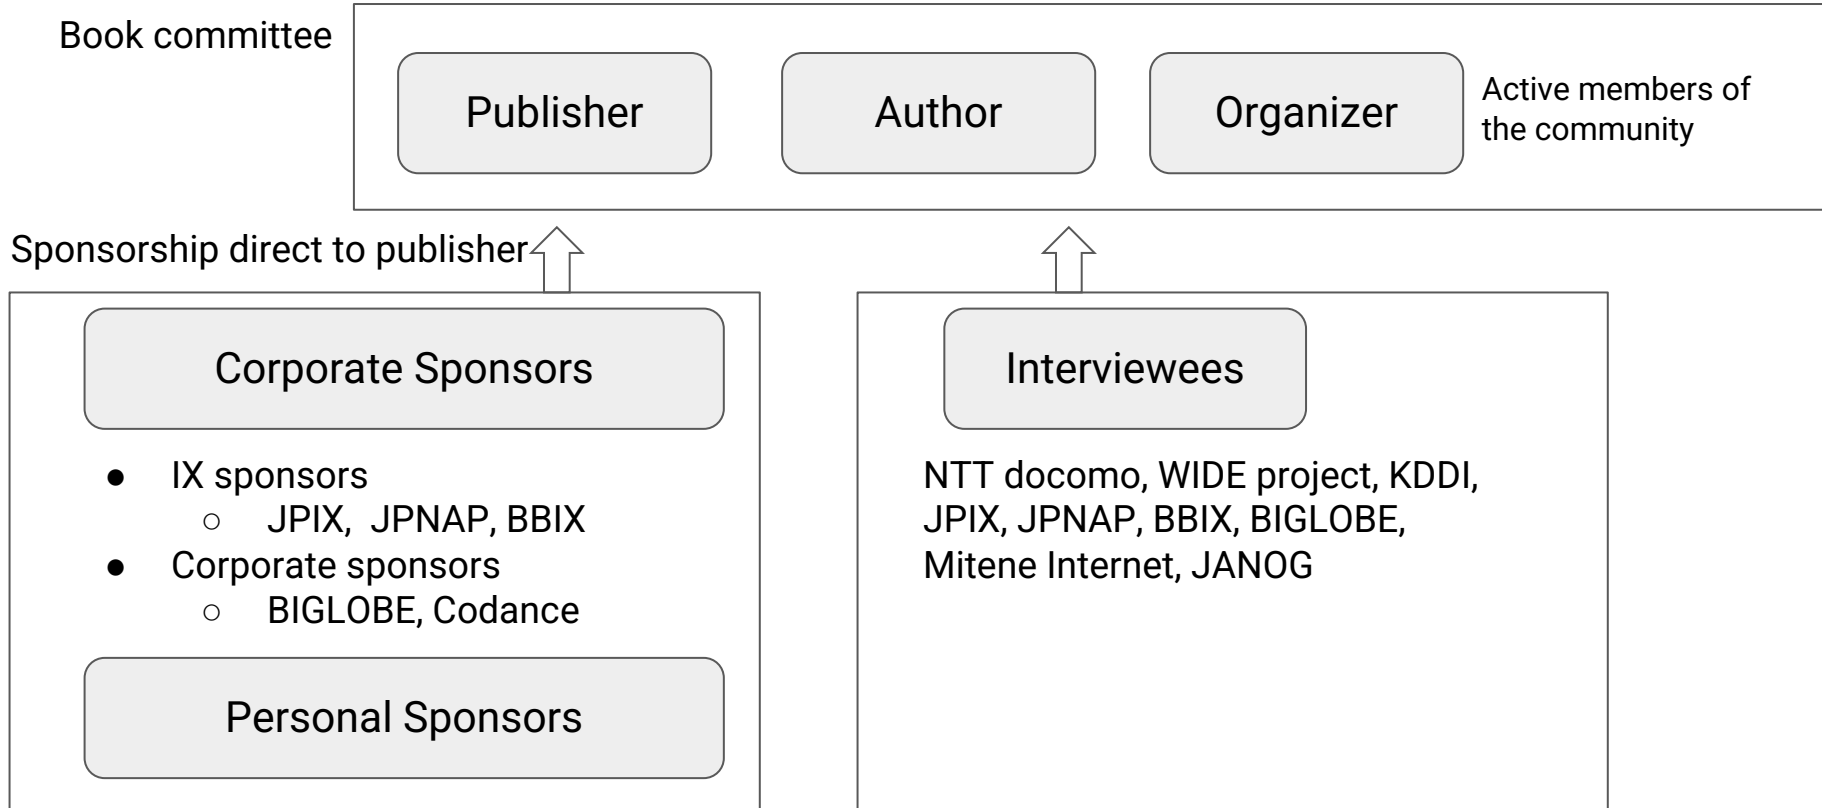 Book committee
Publisher
Author
Organizer
Active members of
the community
Sponsorship direct to publisher
Corporate Sponsors
● IX sponsors
○ JPIX, JPNAP, BBIX
● Corporate sponsors
○ BIGLOBE, Codance
Personal Sponsors
Interviewees
NTT docomo, WIDE project, KDDI,
JPIX, JPNAP, BBIX, BIGLOBE,
Mitene Internet, JANOG